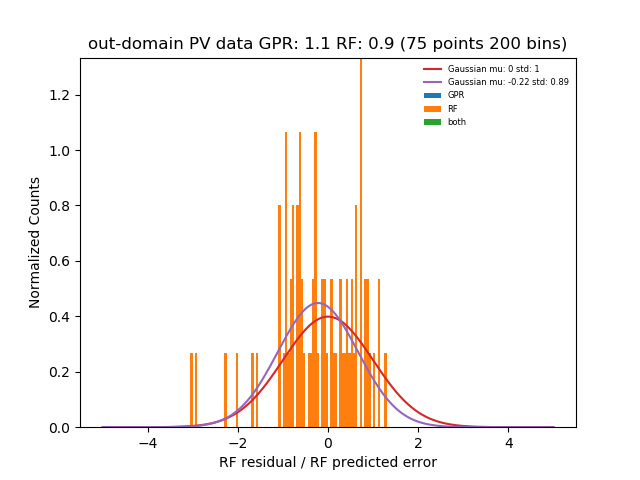 out-domain PV data GPR: 1.1 RF: 0.9 (75 points 200 bins)
Gaussian mu: 0 std: 1
Gaussian mu: -0.22 std: 0.89
GPR
RF
both
Normalized Counts
1.2
1.0
0.8
0.6
0.4
0.2
0.0
−4
−2
0
2
4
RF residual / RF predicted error